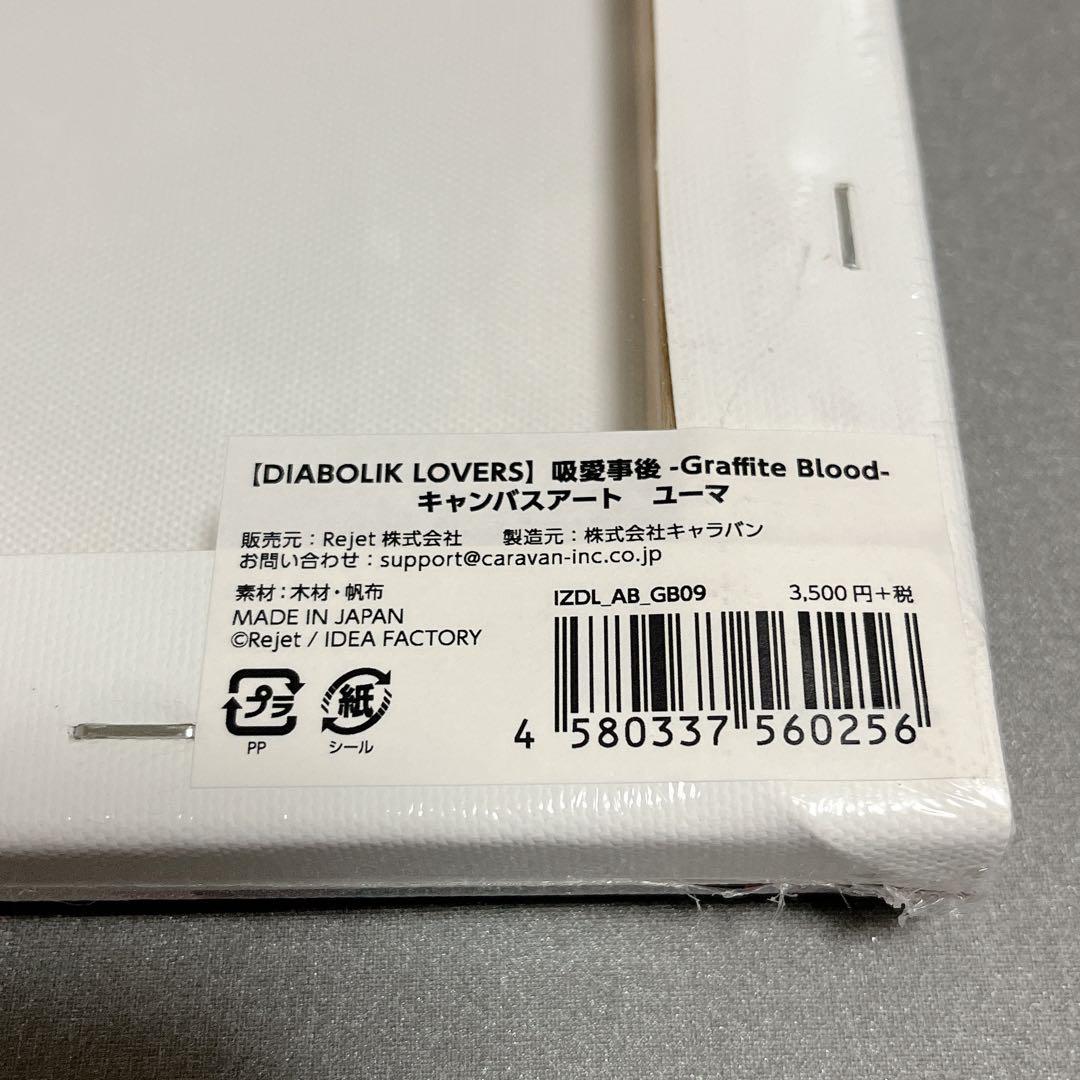 【DIABOLIK LOVERS】吸愛事後 -Graffite Blood-
キャンバスアート　ユーマ
販売元：Rejet 株式会社　製造元：株式会社キャラバン
お問い合わせ：support@caravan-inc.co.jp
素材：木材・帆布
MADE IN JAPAN
©Rejet / IDEA FACTORY
IZDL_AB_GB09　3,500円+税
プラ
PP
紙
シール
4 580337 560256